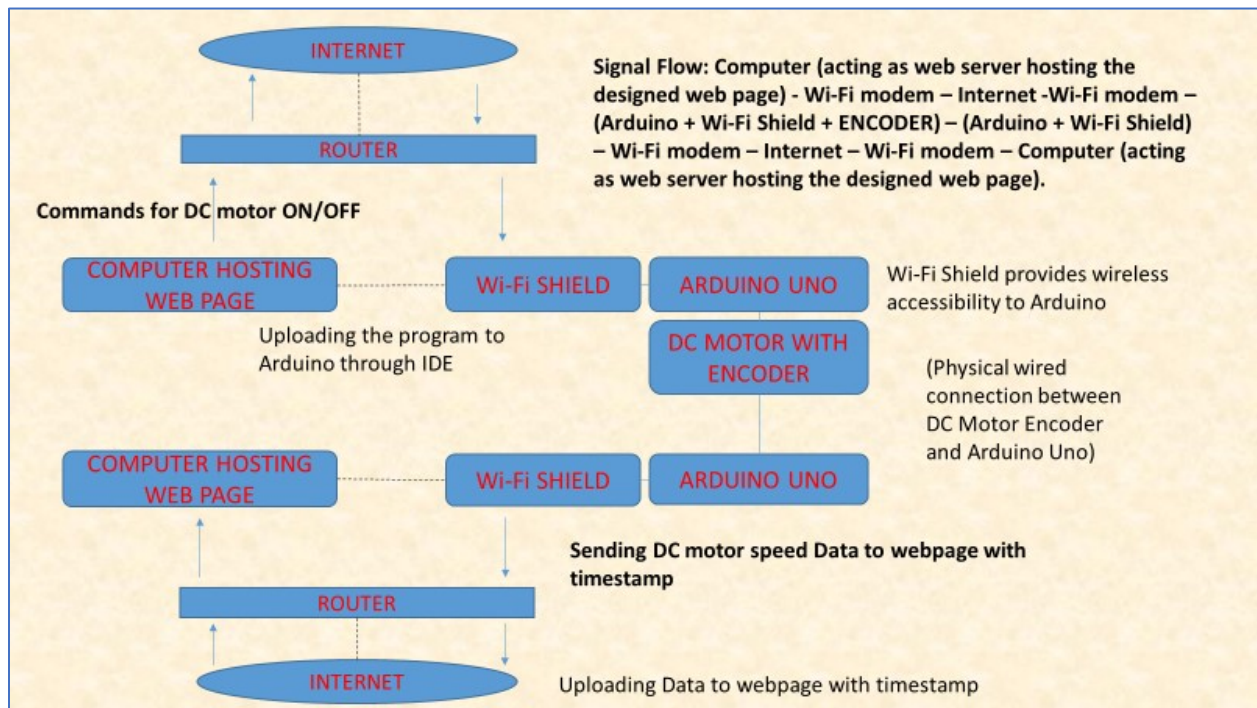 INTERNET
Signal Flow: Computer (acting as web server hosting the
designed web page) - Wi-Fi modem – Internet -Wi-Fi modem –
(Arduino + Wi-Fi Shield + ENCODER) – (Arduino + Wi-Fi Shield)
– Wi-Fi modem – Internet – Wi-Fi modem – Computer (acting
as web server hosting the designed web page).
ROUTER
Commands for DC motor ON/OFF
COMPUTER HOSTING
WEB PAGE
Wi-Fi SHIELD
ARDUINO UNO
Wi-Fi Shield provides wireless
accessibility to Arduino
Uploading the program to
Arduino through IDE
DC MOTOR WITH
ENCODER
(Physical wired
connection between
DC Motor Encoder
and Arduino Uno)
COMPUTER HOSTING
WEB PAGE
Wi-Fi SHIELD
ARDUINO UNO
Sending DC motor speed Data to webpage with
timestamp
ROUTER
INTERNET
Uploading Data to webpage with timestamp